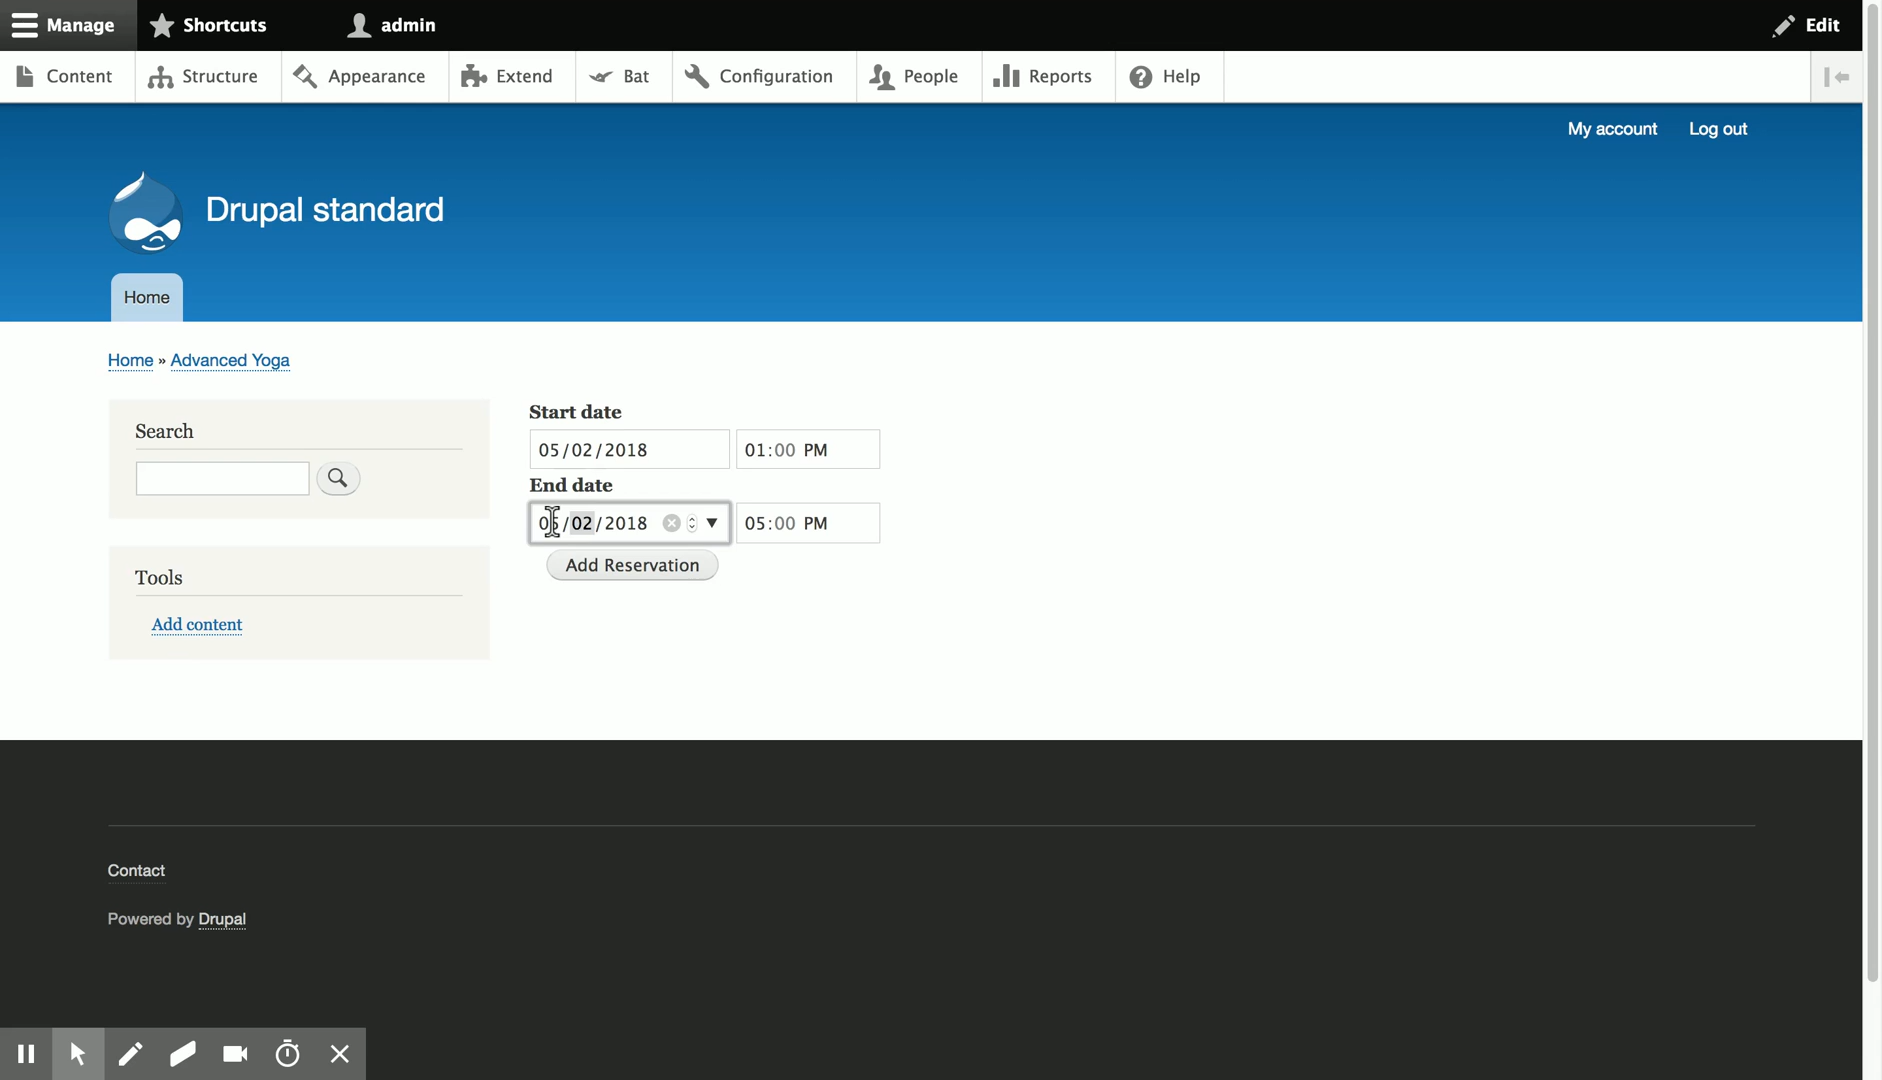 Manage Shortcuts admin Edit
Content Structure Appearance Extend Bat Configuration People Reports Help
My account Log out
Drupal standard
Home
Home » Advanced Yoga
Search
Start date
05/02/2018 01:00 PM
End date
05/02/2018 05:00 PM
Add Reservation
Tools
Add content
Contact
Powered by Drupal